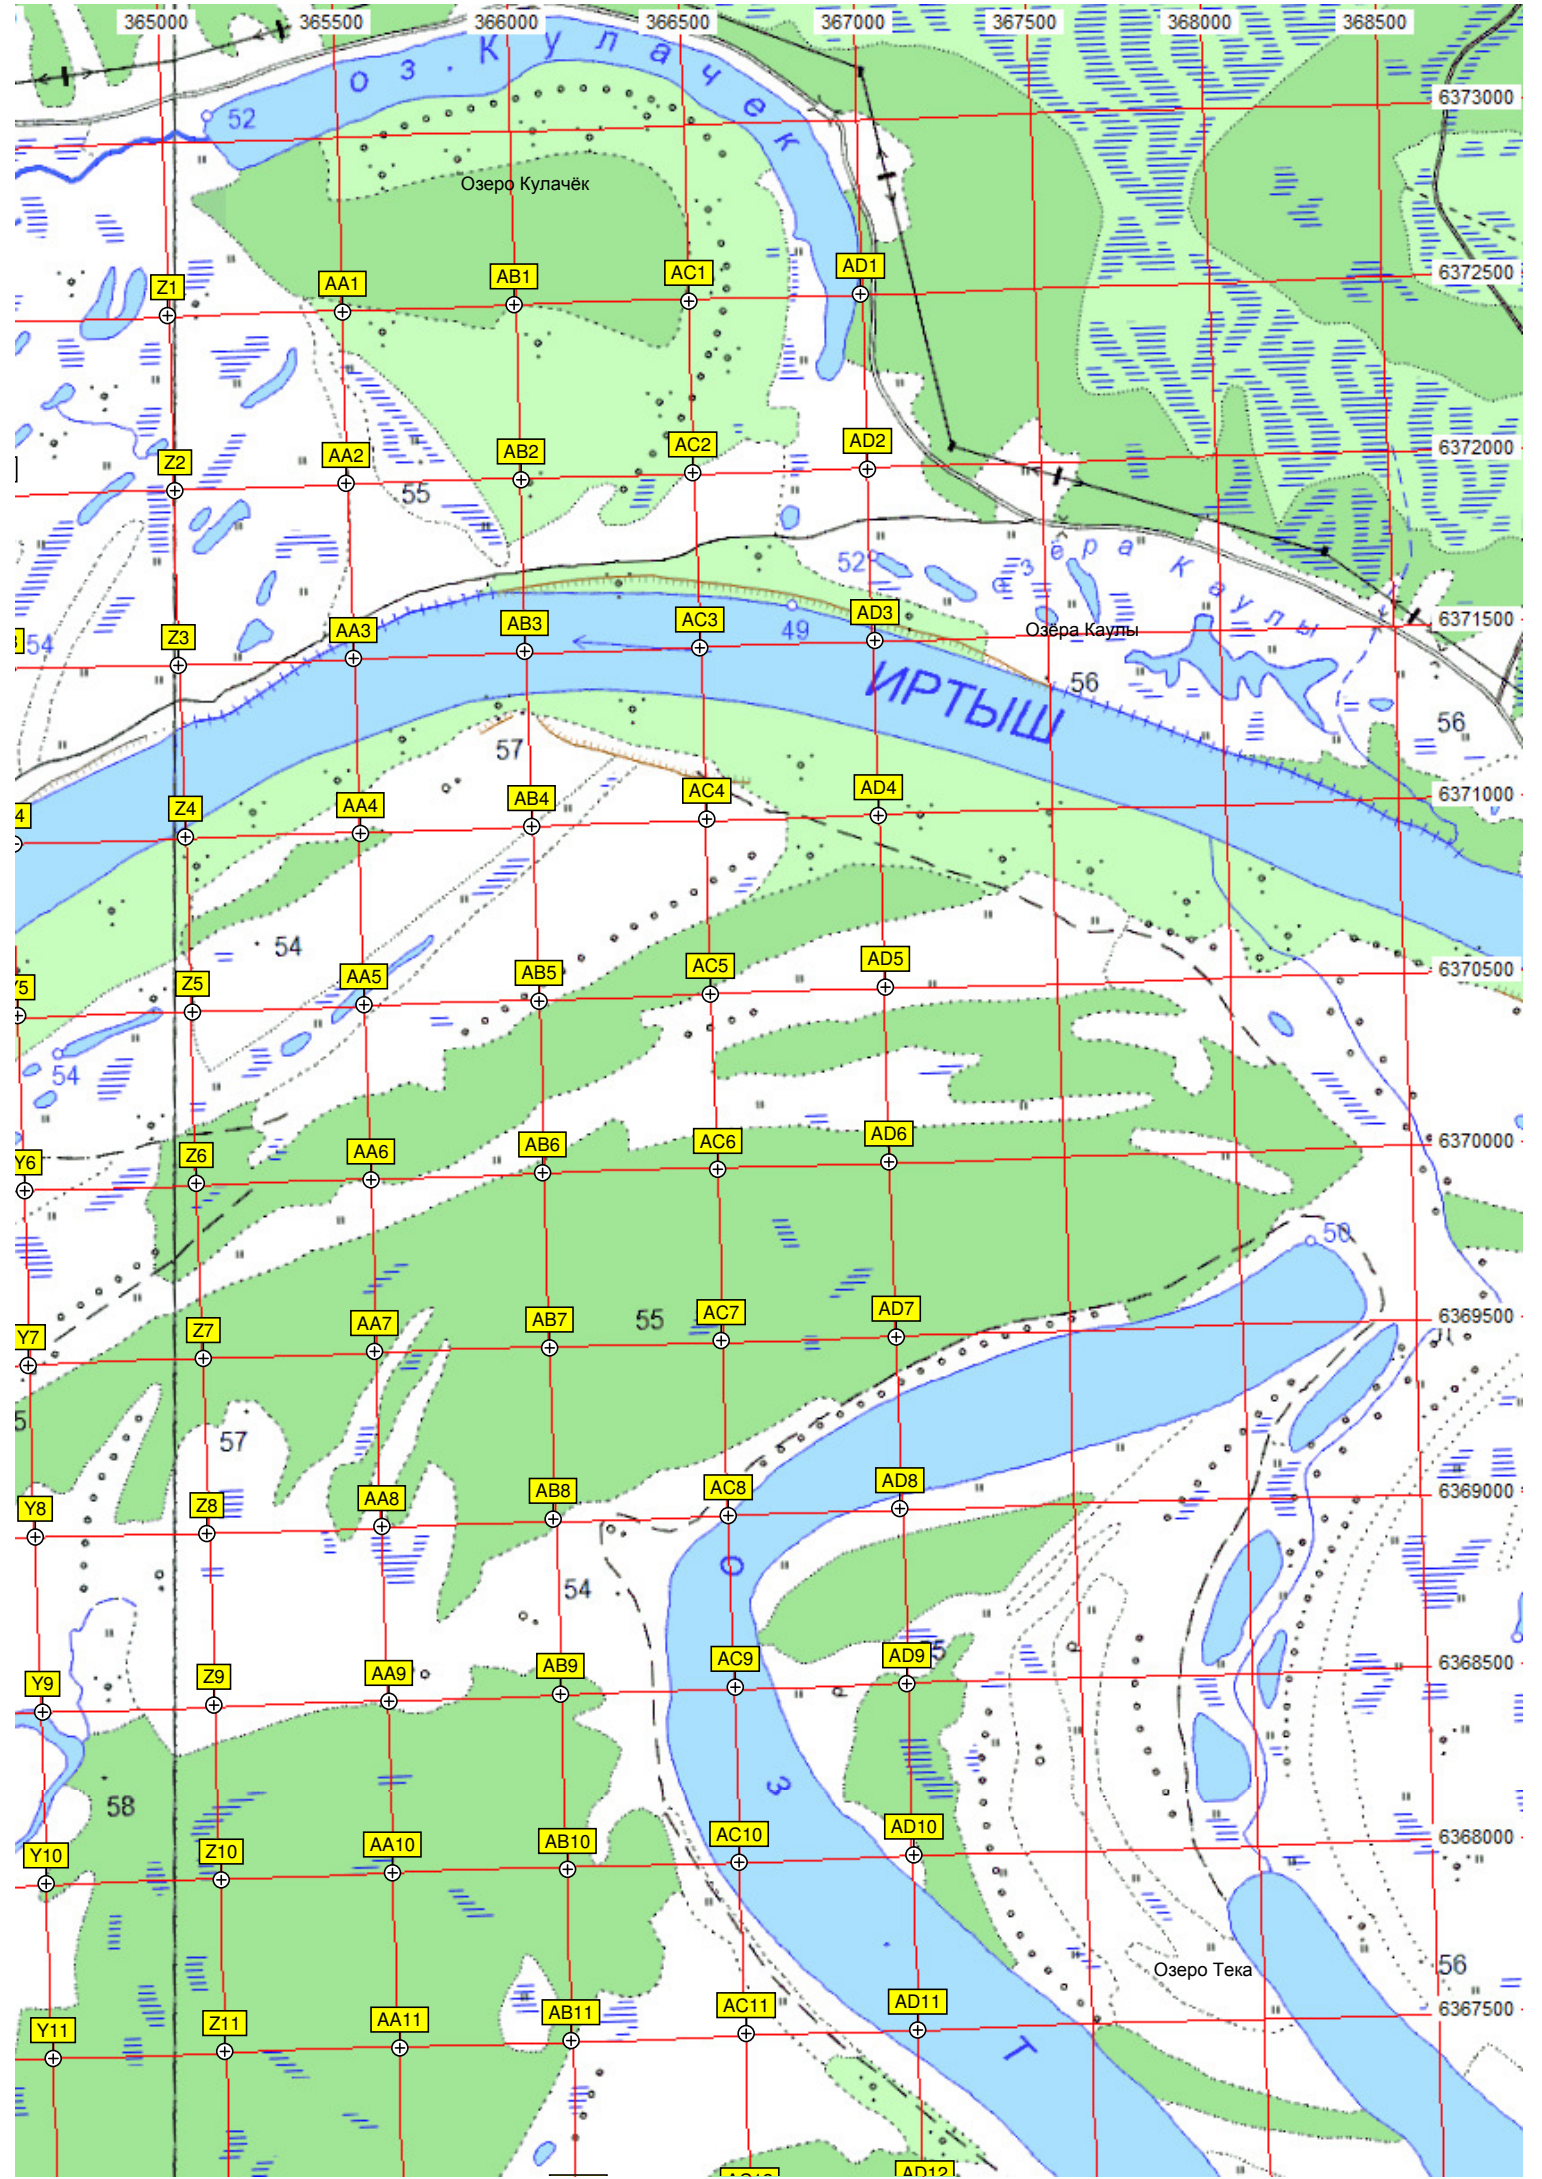 365000 365500 366000 366500 367000 367500 368000 368500
оз. Кулачек
6373000
52
Озеро Кулачёк
Z1 AA1 AB1 AC1 AD1 6372500
Z2 AA2 AB2 AC2 AD2 6372000
55
52 озёра Каулы
Z3 AA3 AB3 AC3 AD3 6371500
54 49 Озёра Каулы
ИРТЫШ
56
56
57
4 Z4 AA4 AB4 AC4 AD4 6371000
54
Z5 AA5 AB5 AC5 AD5 6370500
54
Y6 Z6 AA6 AB6 AC6 AD6 6370000
50
Y7 Z7 AA7 AB7 55 AC7 AD7 6369500
5 57
Y8 Z8 AA8 AB8 AC8 AD8 6369000
О
54
Y9 Z9 AA9 AB9 AC9 AD9 6368500
З
58
Y10 Z10 AA10 AB10 AC10 AD10 6368000
Озеро Тека 56
Y11 Z11 AA11 AB11 AC11 AD11 6367500
Т
AD12